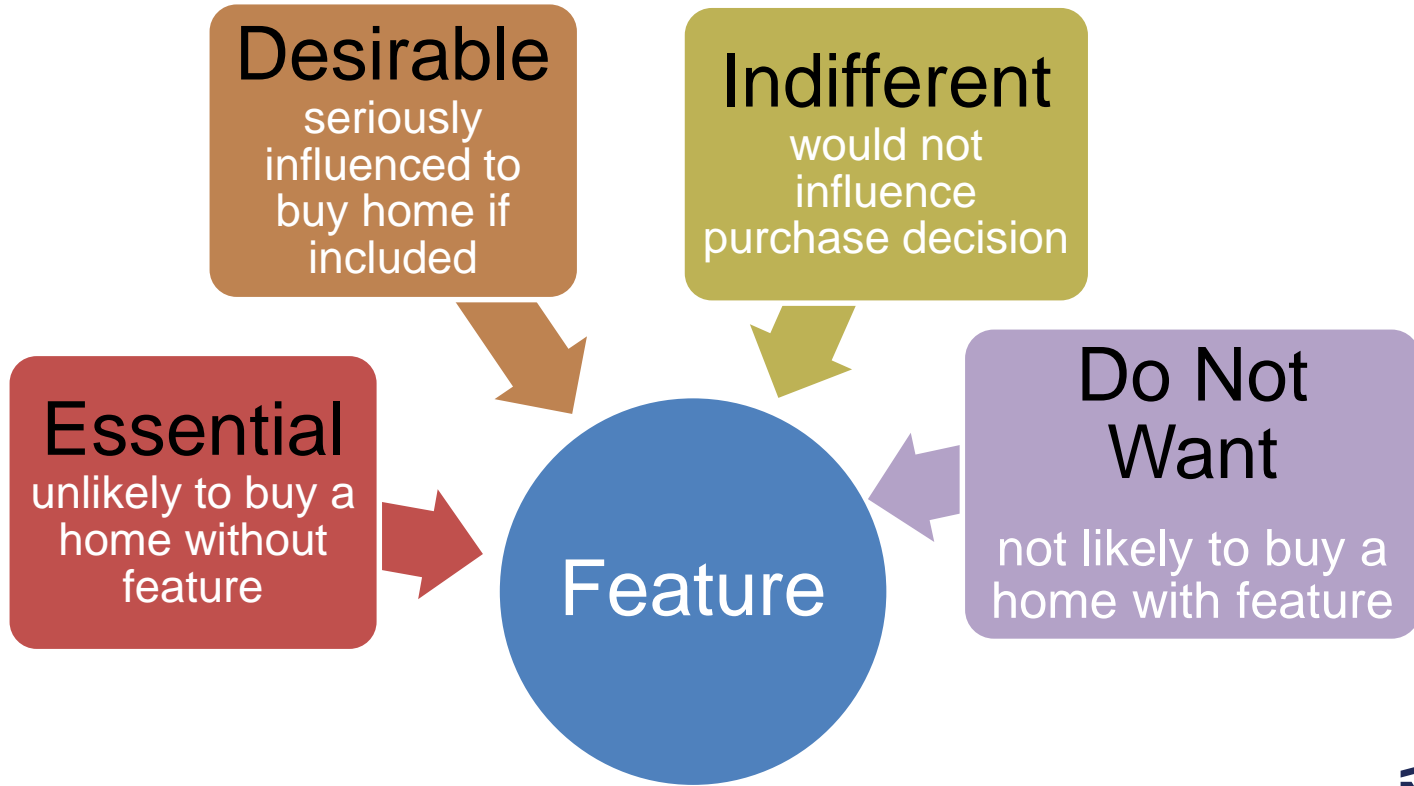 Desirable
seriously
influenced to
buy home if
included
Indifferent
would not
influence
purchase decision
Essential
unlikely to buy a
home without
feature
Do Not
Want
not likely to buy a
home with feature
Feature